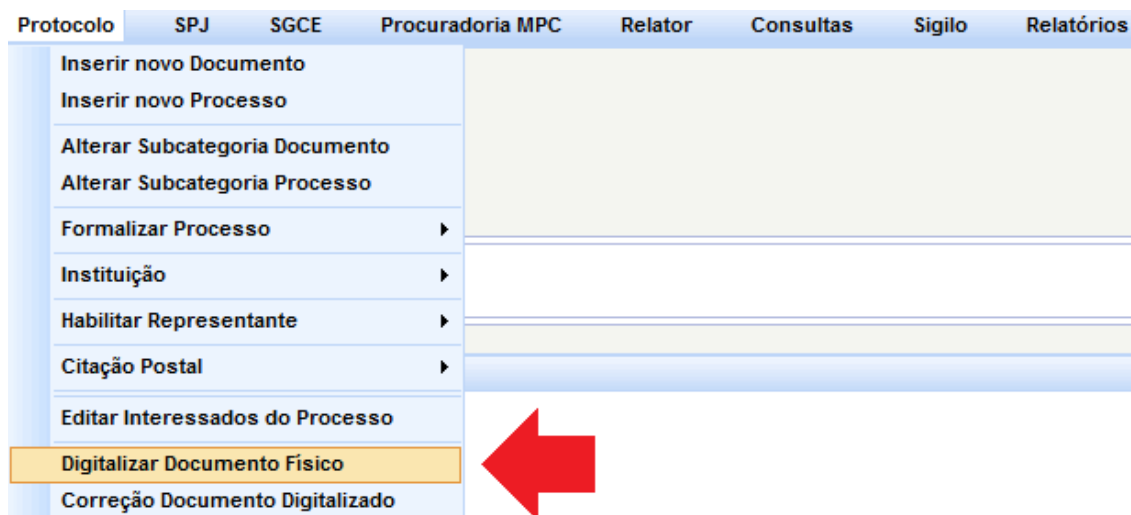 Protocolo SPJ SGCE Procuradoria MPC Relator Consultas Sigilo Relatórios
Inserir novo Documento
Inserir novo Processo
Alterar Subcategoria Documento
Alterar Subcategoria Processo
Formalizar Processo
Instituição
Habilitar Representante
Citação Postal
Editar Interessados do Processo
Digitalizar Documento Físico
Correção Documento Digitalizado